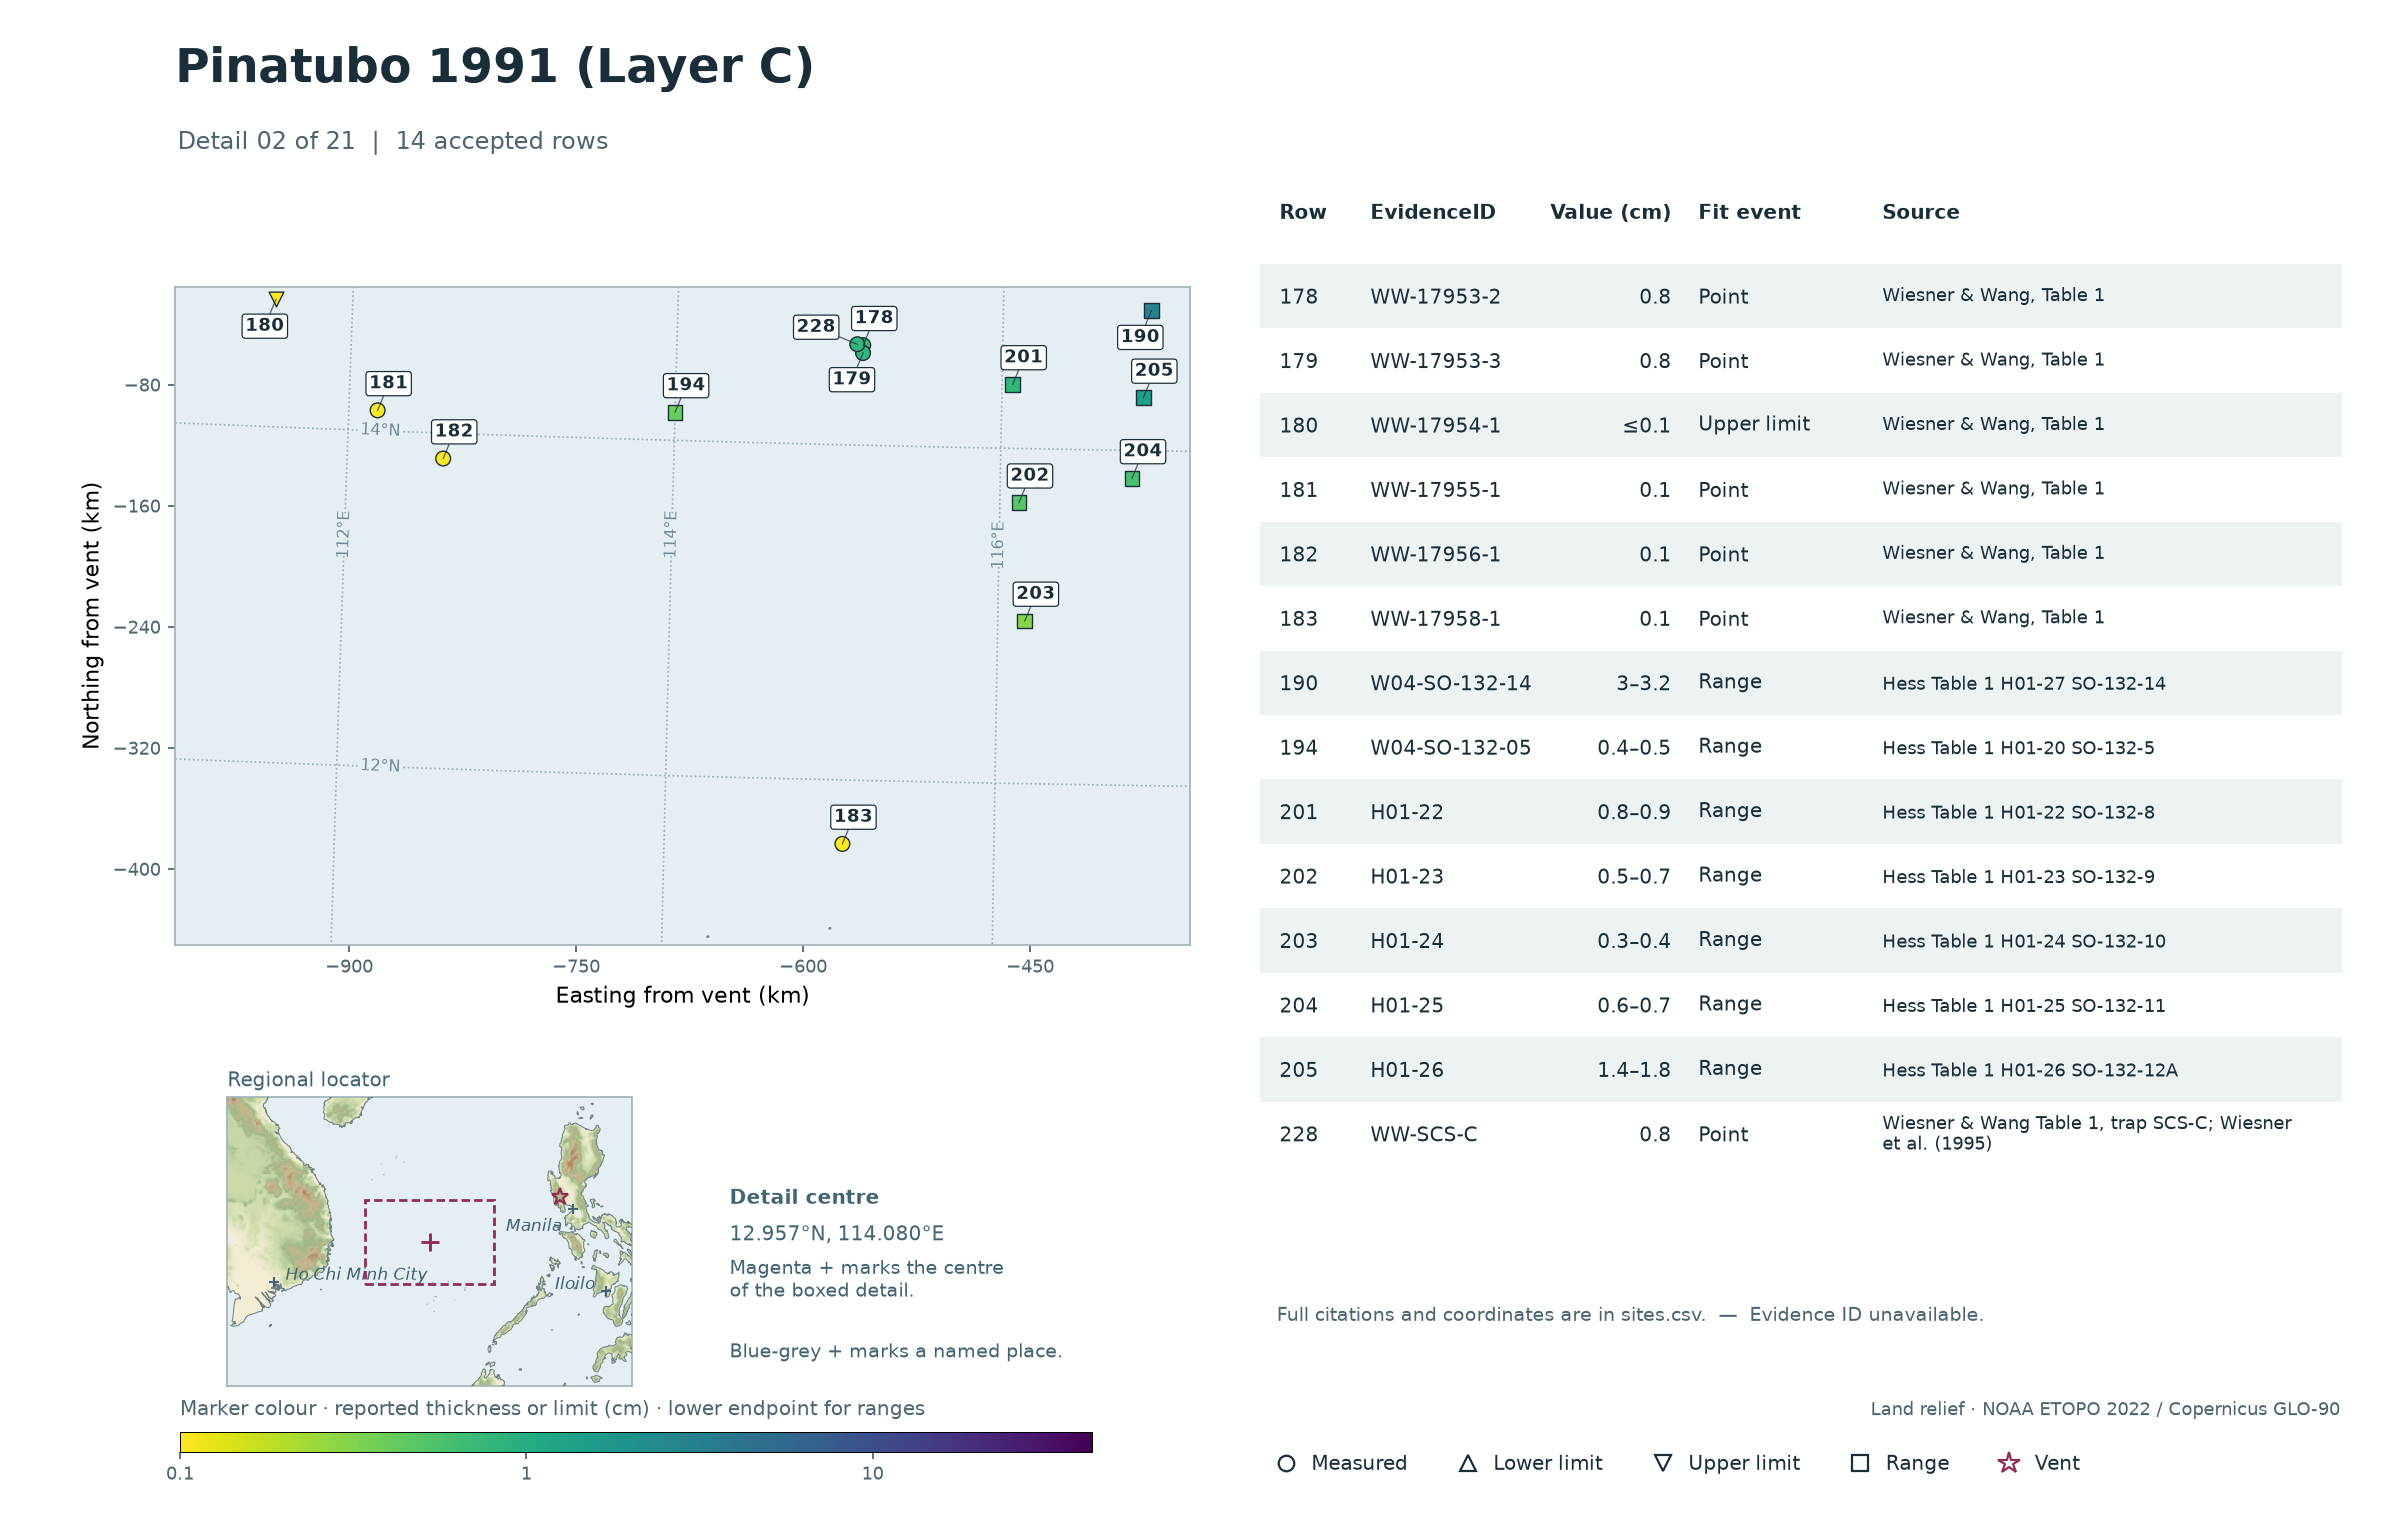 Pinatubo 1991 (Layer C)
Detail 02 of 21 | 14 accepted rows
Row EvidenceID Value (cm) Fit event Source
178 WW-17953-2 0.8 Point Wiesner & Wang, Table 1
179 WW-17953-3 0.8 Point Wiesner & Wang, Table 1
180 WW-17954-1 ≤0.1 Upper limit Wiesner & Wang, Table 1
181 WW-17955-1 0.1 Point Wiesner & Wang, Table 1
182 WW-17956-1 0.1 Point Wiesner & Wang, Table 1
183 WW-17958-1 0.1 Point Wiesner & Wang, Table 1
190 W04-SO-132-14 3–3.2 Range Hess Table 1 H01-27 SO-132-14
194 W04-SO-132-05 0.4–0.5 Range Hess Table 1 H01-20 SO-132-5
201 H01-22 0.8–0.9 Range Hess Table 1 H01-22 SO-132-8
202 H01-23 0.5–0.7 Range Hess Table 1 H01-23 SO-132-9
203 H01-24 0.3–0.4 Range Hess Table 1 H01-24 SO-132-10
204 H01-25 0.6–0.7 Range Hess Table 1 H01-25 SO-132-11
205 H01-26 1.4–1.8 Range Hess Table 1 H01-26 SO-132-12A
228 WW-SCS-C 0.8 Point Wiesner & Wang Table 1, trap SCS-C; Wiesner
et al. (1995)
180
228
178
190
201
205
181
194
179
182
14°N
204
202
112°E
114°E
116°E
203
12°N
183
−80
−160
−240
−320
−400
Northing from vent (km)
−900 −750 −600 −450
Easting from vent (km)
Regional locator
Manila
Ho Chi Minh City
Iloilo
Detail centre
12.957°N, 114.080°E
Magenta + marks the centre
of the boxed detail.
Blue-grey + marks a named place.
Full citations and coordinates are in sites.csv. — Evidence ID unavailable.
Marker colour · reported thickness or limit (cm) · lower endpoint for ranges
0.1 1 10
Land relief · NOAA ETOPO 2022 / Copernicus GLO-90
Measured Lower limit Upper limit Range Vent